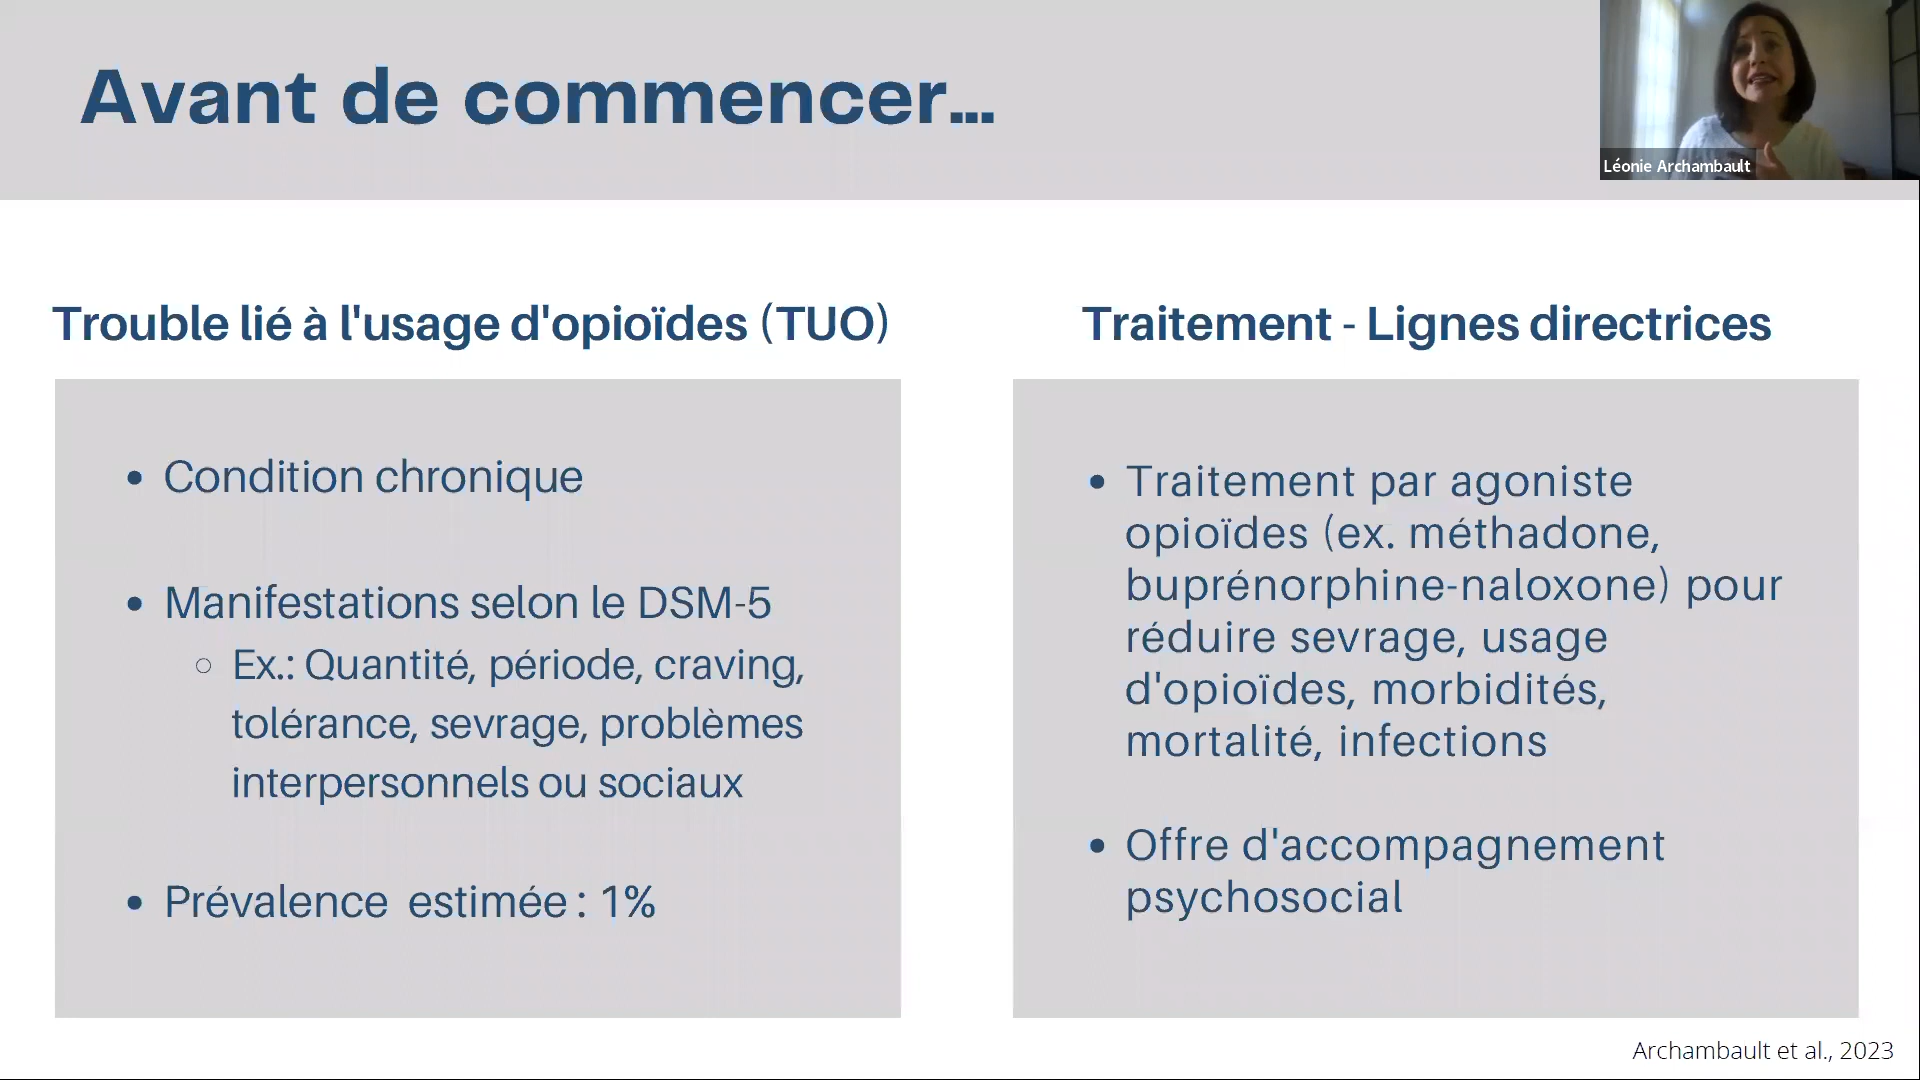 Avant de commencer...
Léonie Archambault
Trouble lié à l'usage d'opioïdes (TUO)
• Condition chronique
• Manifestations selon le DSM-5
○ Ex.: Quantité, période, craving,
tolérance, sevrage, problèmes
interpersonnels ou sociaux
• Prévalence estimée : 1%
Traitement - Lignes directrices
• Traitement par agoniste
opioïdes (ex. méthadone,
buprénorphine-naloxone) pour
réduire sevrage, usage
d'opioïdes, morbidités,
mortalité, infections
• Offre d'accompagnement
psychosocial
Archambault et al., 2023